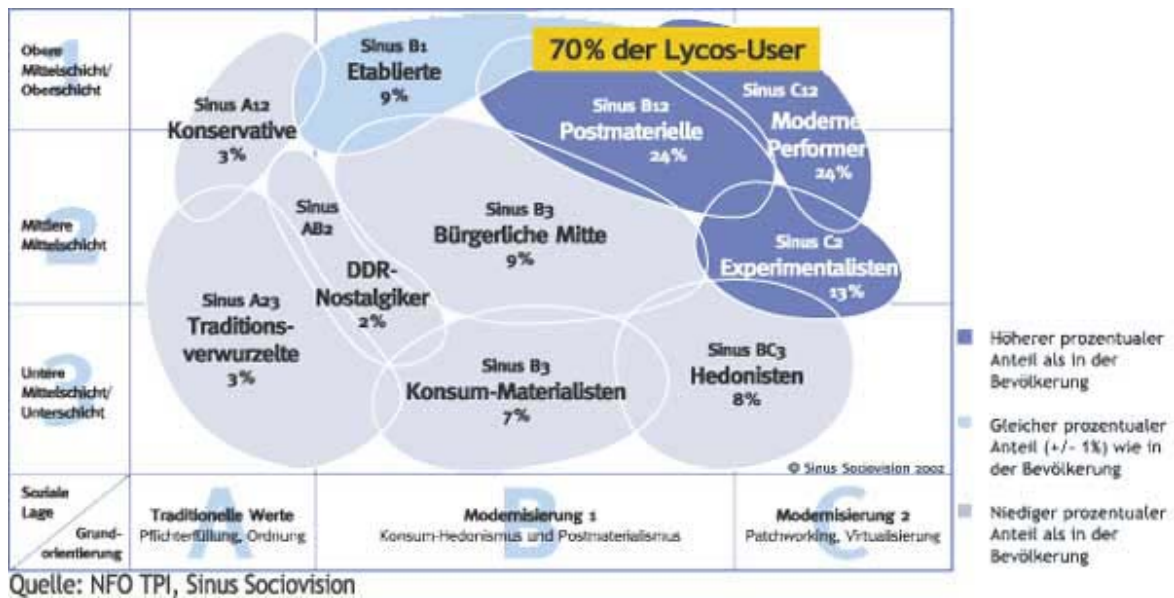 1
Obere
Mittelschicht/
Oberschicht
2
Mittlere
Mittelschicht
3
Untere
Mittelschicht/
Unterschicht
70% der Lycos-User
Sinus B1
Etablierte
9%
Sinus A12
Konservative
3%
Sinus B12
Postmaterielle
24%
Sinus C12
Moderne
Performer
24%
Sinus
AB2
DDR-
Nostalgiker
2%
Sinus B3
Bürgerliche Mitte
9%
Sinus C2
Experimentalisten
13%
Sinus A23
Traditions-
verwurzelte
3%
Sinus B3
Konsum-Materialisten
7%
Sinus BC3
Hedonisten
8%
© Sinus Sociovision 2002
Höherer prozentualer
Anteil als in der
Bevölkerung
Gleicher prozentualer
Anteil (+/- 1%) wie in
der Bevölkerung
Niediger prozentualer
Anteil als in der
Bevölkerung
Soziale
Lage
Grund-
orientierung
A
Traditionelle Werte
Pflichterfüllung, Ordnung
B
Modernisierung 1
Konsum-Hedonismus und Postmaterialismus
C
Modernisierung 2
Patchworking, Virtualisierung
Quelle: NFO TPI, Sinus Sociovision